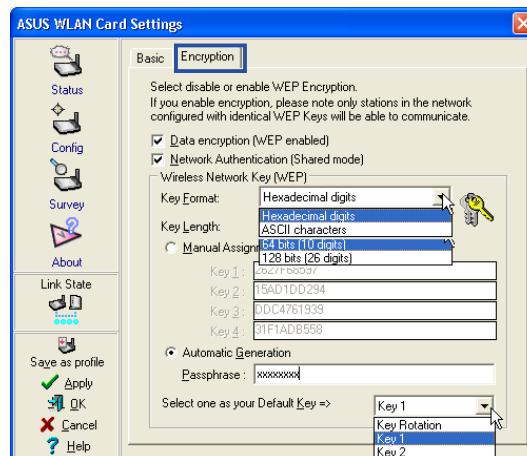 ASUS WLAN Card Settings
Status
Config
Survey
About
Link State
Save as profile
Apply
OK
Cancel
Help
Basic Encryption
Select disable or enable WEP Encryption.
If you enable encryption, please note only stations in the network
configured with identical WEP Keys will be able to communicate.
Data encryption (WEP enabled)
Network Authentication (Shared mode)
Wireless Network Key (WEP)
Key Format: Hexadecimal digits
Hexadecimal digits
ASCII characters
Key Length:
64 bits (10 digits)
128 bits (26 digits)
Manual Assign
Key 1 : 2627F68597
Key 2 : 15AD1DD294
Key 3 : DDC4761939
Key 4 : 31F1ADB558
Automatic Generation
Passphrase : xxxxxxxx
Select one as your Default Key => Key 1
Key Rotation
Key 1
Key 2